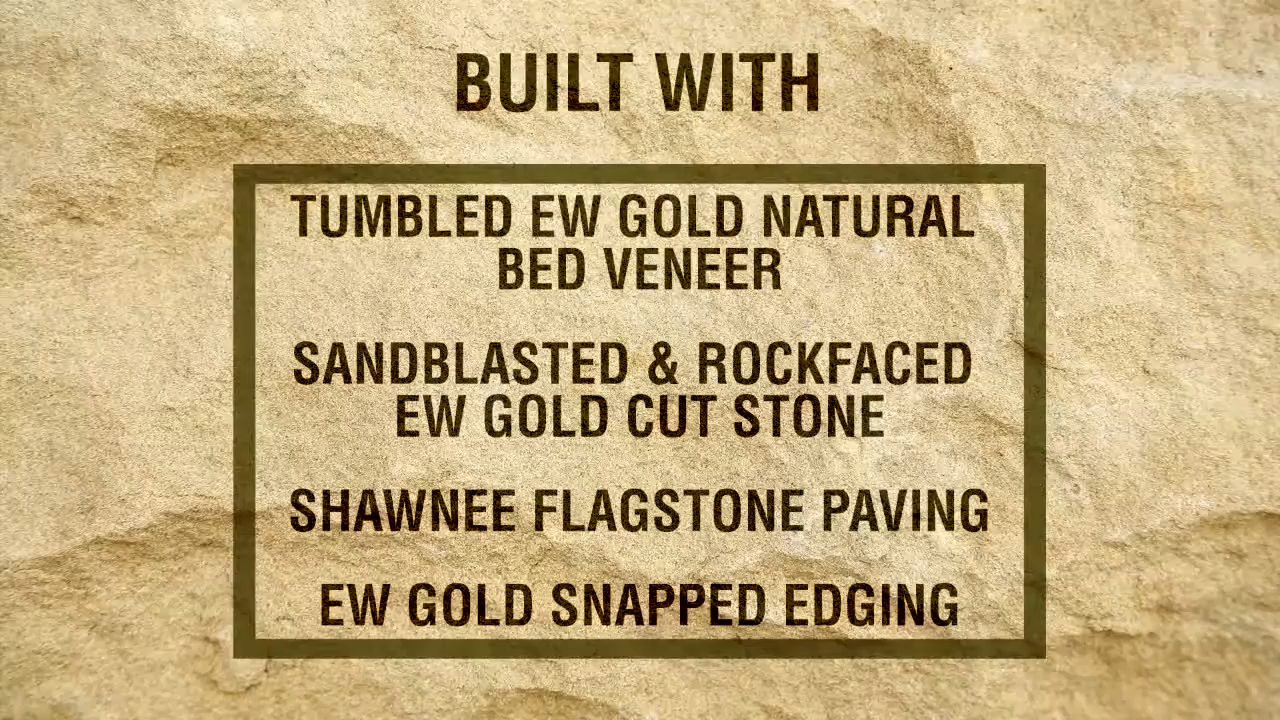 BUILT WITH
TUMBLED EW GOLD NATURAL
BED VENEER
SANDBLASTED & ROCKFACED
EW GOLD CUT STONE
SHAWNEE FLAGSTONE PAVING
EW GOLD SNAPPED EDGING